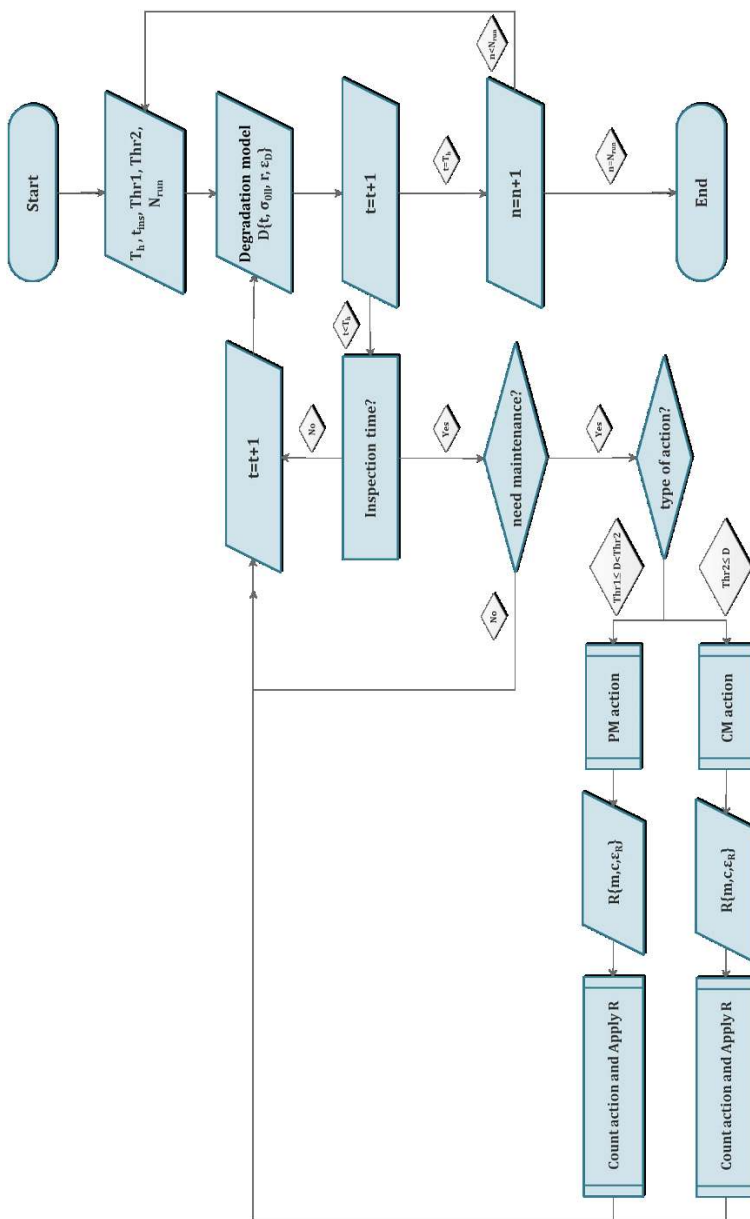 Start
T_h , t_ins, Thr1, Thr2,
N_run
Degradation model
D{t, σ_0ll, r, ε_D}
t=t+1
n=n+1
End
n<N_run
t=T_h
n=N_run
t<T_h
t=t+1
No
Inspection time?
Yes
need maintenance?
Yes
type of action?
No
Thr1≤ D<Thr2
Thr2≤ D
PM action
CM action
R{m,c,ε_R}
R{m,c,ε_R}
Count action and Apply R
Count action and Apply R